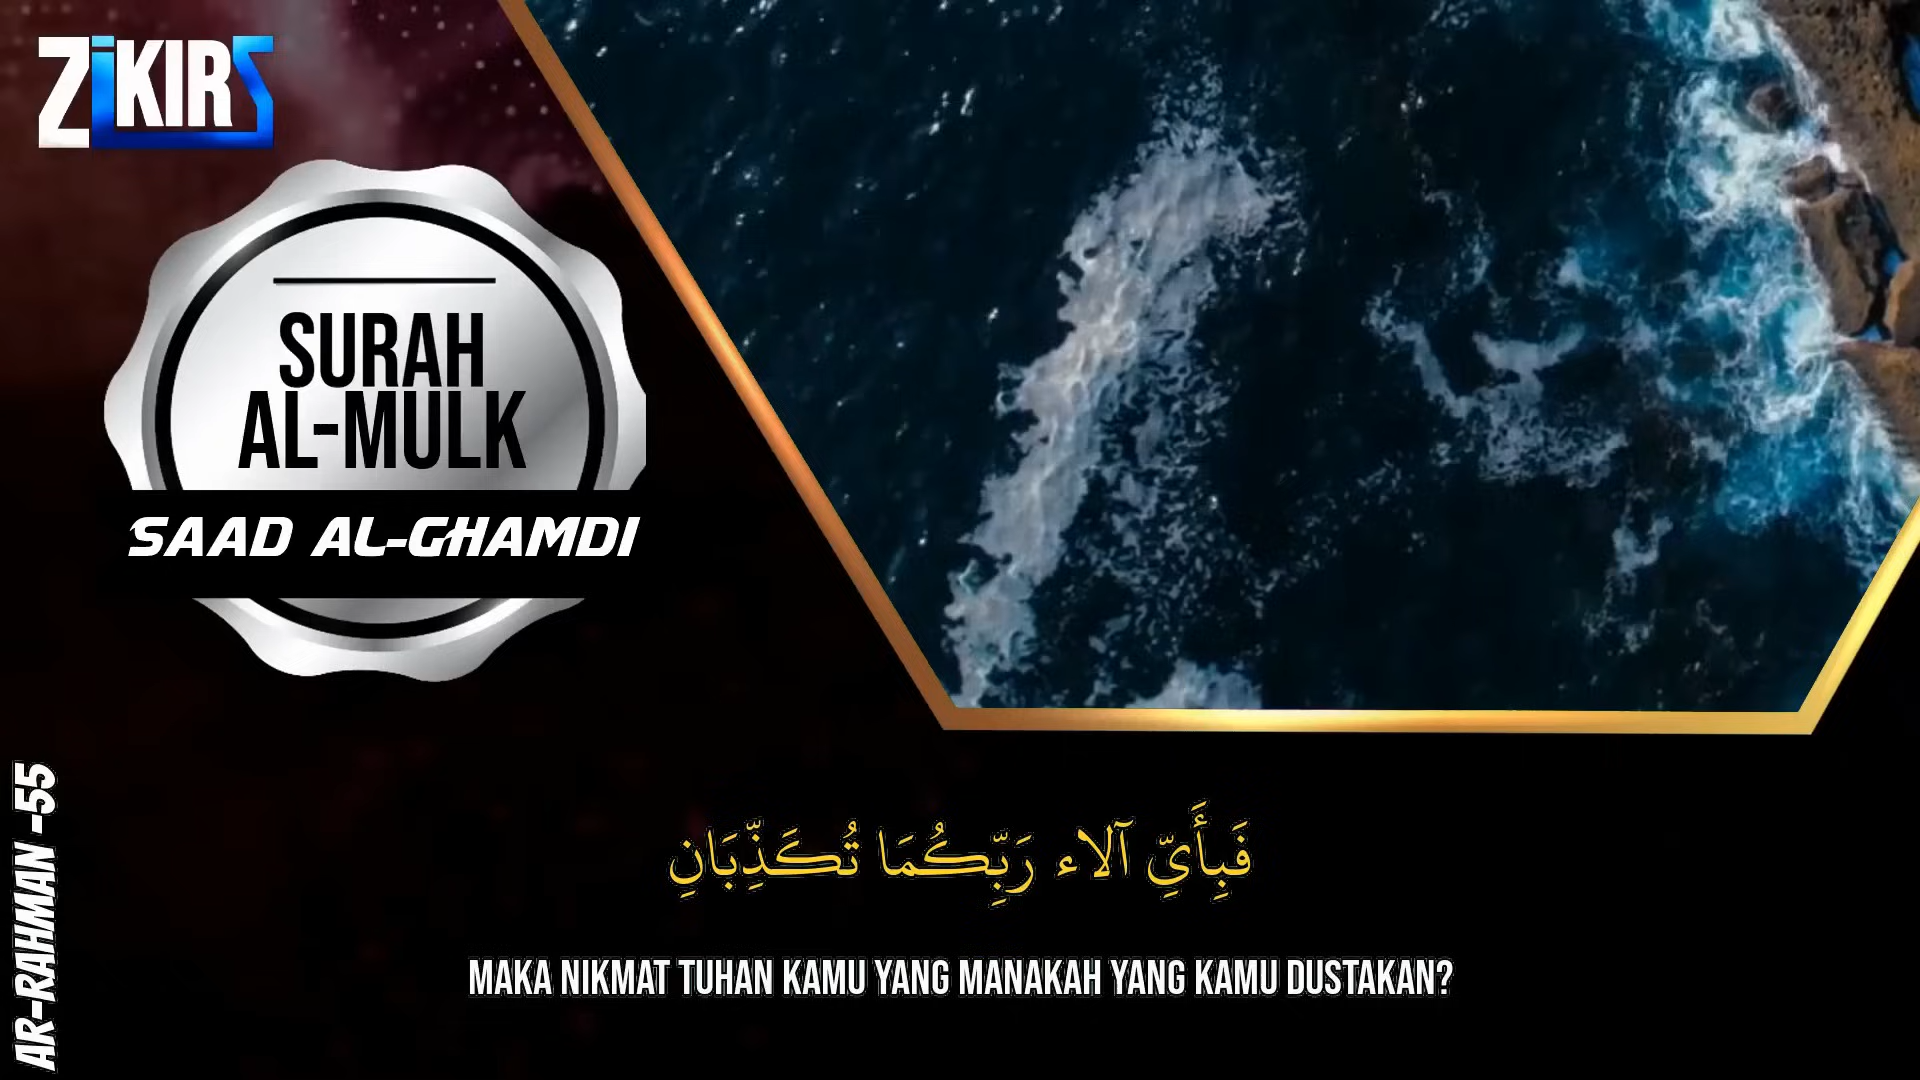 ZIKIRS
SURAH
AL-MULK
SAAD AL-GHAMDI
فَبِأَيِّ آلاء رَبِّكُمَا تُكَذِّبَانِ
MAKA NIKMAT TUHAN KAMU YANG MANAKAH YANG KAMU DUSTAKAN?
AR-RAHMAN -55